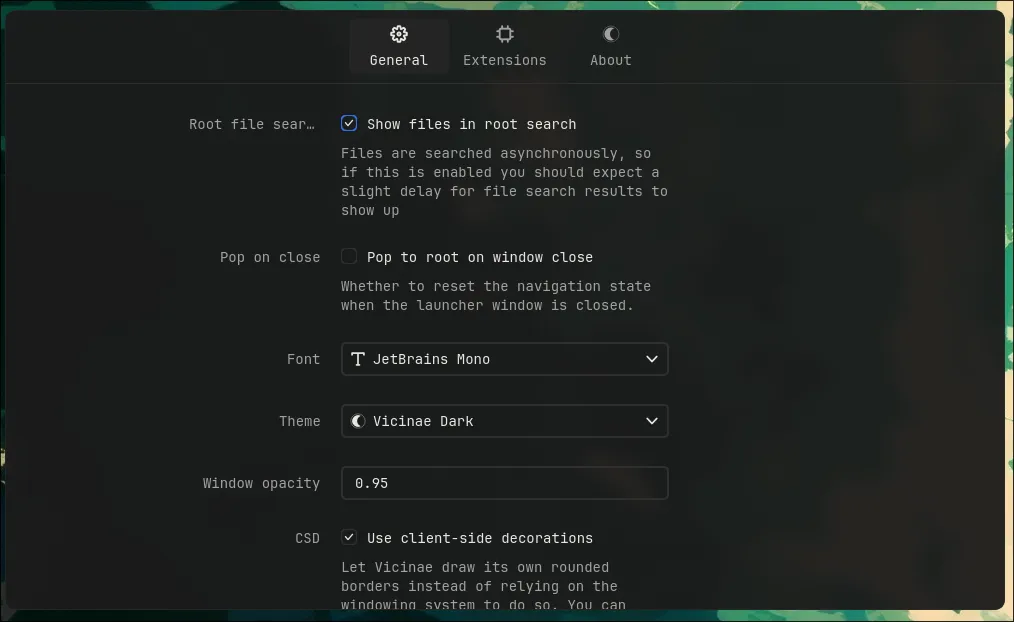 General Extensions About
Root file sear… Show files in root search
Files are searched asynchronously, so
if this is enabled you should expect a
slight delay for file search results to
show up
Pop on close Pop to root on window close
Whether to reset the navigation state
when the launcher window is closed.
Font JetBrains Mono
Theme Vicinae Dark
Window opacity 0.95
CSD Use client-side decorations
Let Vicinae draw its own rounded
borders instead of relying on the
windowing system to do so. You can